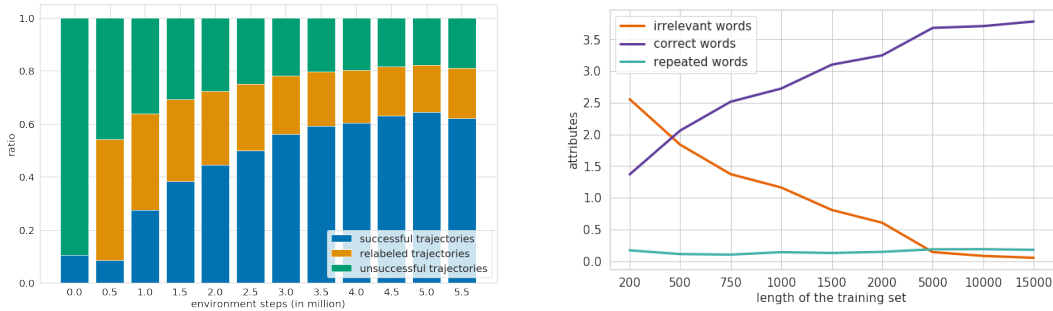 1.0
0.8
0.6
0.4
0.2
0.0
ratio
successful trajectories
relabeled trajectories
unsuccessful trajectories
0.0 0.5 1.0 1.5 2.0 2.5 3.0 3.5 4.0 4.5 5.0 5.5
environment steps (in million)
irrelevant words
correct words
repeated words
3.5
3.0
2.5
2.0
1.5
1.0
0.5
0.0
attributes
200 500 750 1000 1500 2000 5000 10000 15000
length of the training set